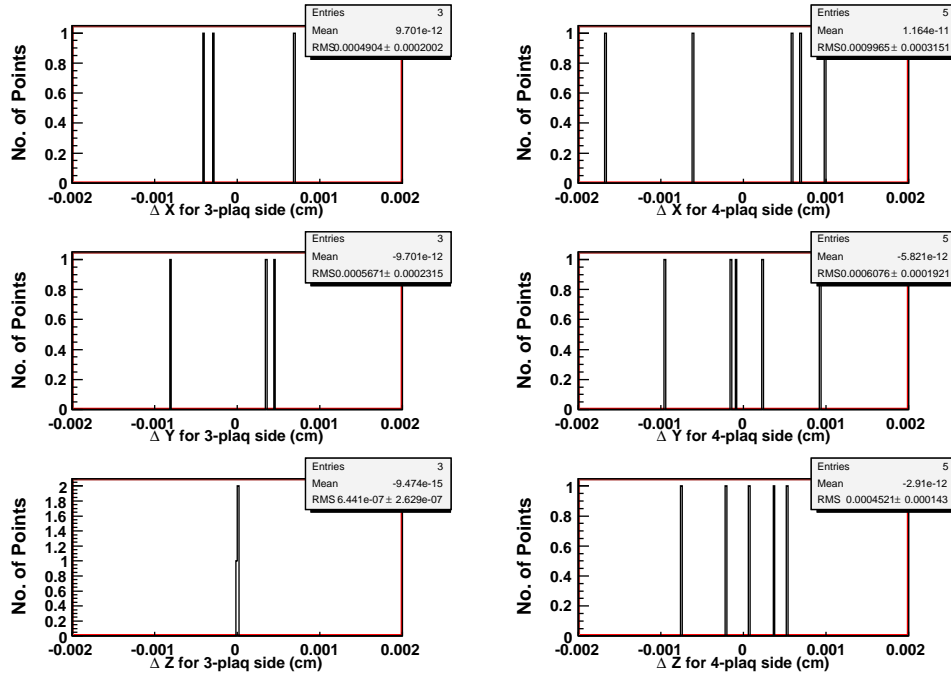 Entries 3
Mean 9.701e-12
RMS 0.0004904± 0.0002002
No. of Points
1
0.8
0.6
0.4
0.2
0
-0.002 -0.001 0 0.001 0.002
Δ X for 3-plaq side (cm)
Entries 5
Mean 1.164e-11
RMS 0.0009965± 0.0003151
No. of Points
1
0.8
0.6
0.4
0.2
0
-0.002 -0.001 0 0.001 0.002
Δ X for 4-plaq side (cm)
Entries 3
Mean -9.701e-12
RMS 0.0005671± 0.0002315
No. of Points
1
0.8
0.6
0.4
0.2
0
-0.002 -0.001 0 0.001 0.002
Δ Y for 3-plaq side (cm)
Entries 5
Mean -5.821e-12
RMS 0.0006076± 0.0001921
No. of Points
1
0.8
0.6
0.4
0.2
0
-0.002 -0.001 0 0.001 0.002
Δ Y for 4-plaq side (cm)
Entries 3
Mean -9.474e-15
RMS 6.441e-07± 2.629e-07
No. of Points
2
1.8
1.6
1.4
1.2
1
0.8
0.6
0.4
0.2
0
-0.002 -0.001 0 0.001 0.002
Δ Z for 3-plaq side (cm)
Entries 5
Mean -2.91e-12
RMS 0.0004521± 0.000143
No. of Points
1
0.8
0.6
0.4
0.2
0
-0.002 -0.001 0 0.001 0.002
Δ Z for 4-plaq side (cm)